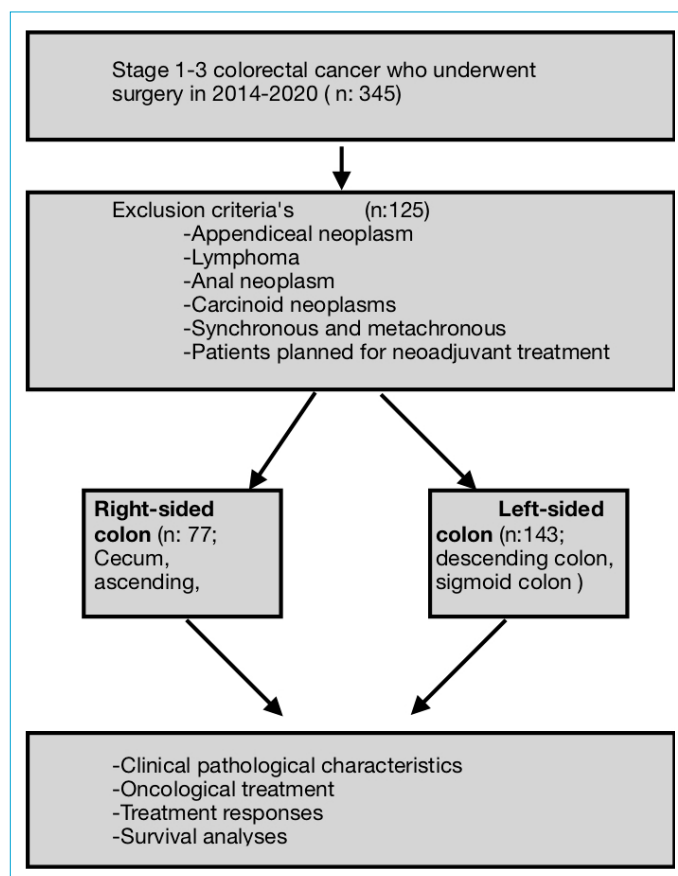 Stage 1-3 colorectal cancer who underwent
surgery in 2014-2020 ( n: 345)
Exclusion criteria's (n:125)
-Appendiceal neoplasm
-Lymphoma
-Anal neoplasm
-Carcinoid neoplasms
-Synchronous and metachronous
-Patients planned for neoadjuvant treatment
Right-sided
colon (n: 77;
Cecum,
ascending,
Left-sided
colon (n:143;
descending colon,
sigmoid colon )
-Clinical pathological characteristics
-Oncological treatment
-Treatment responses
-Survival analyses